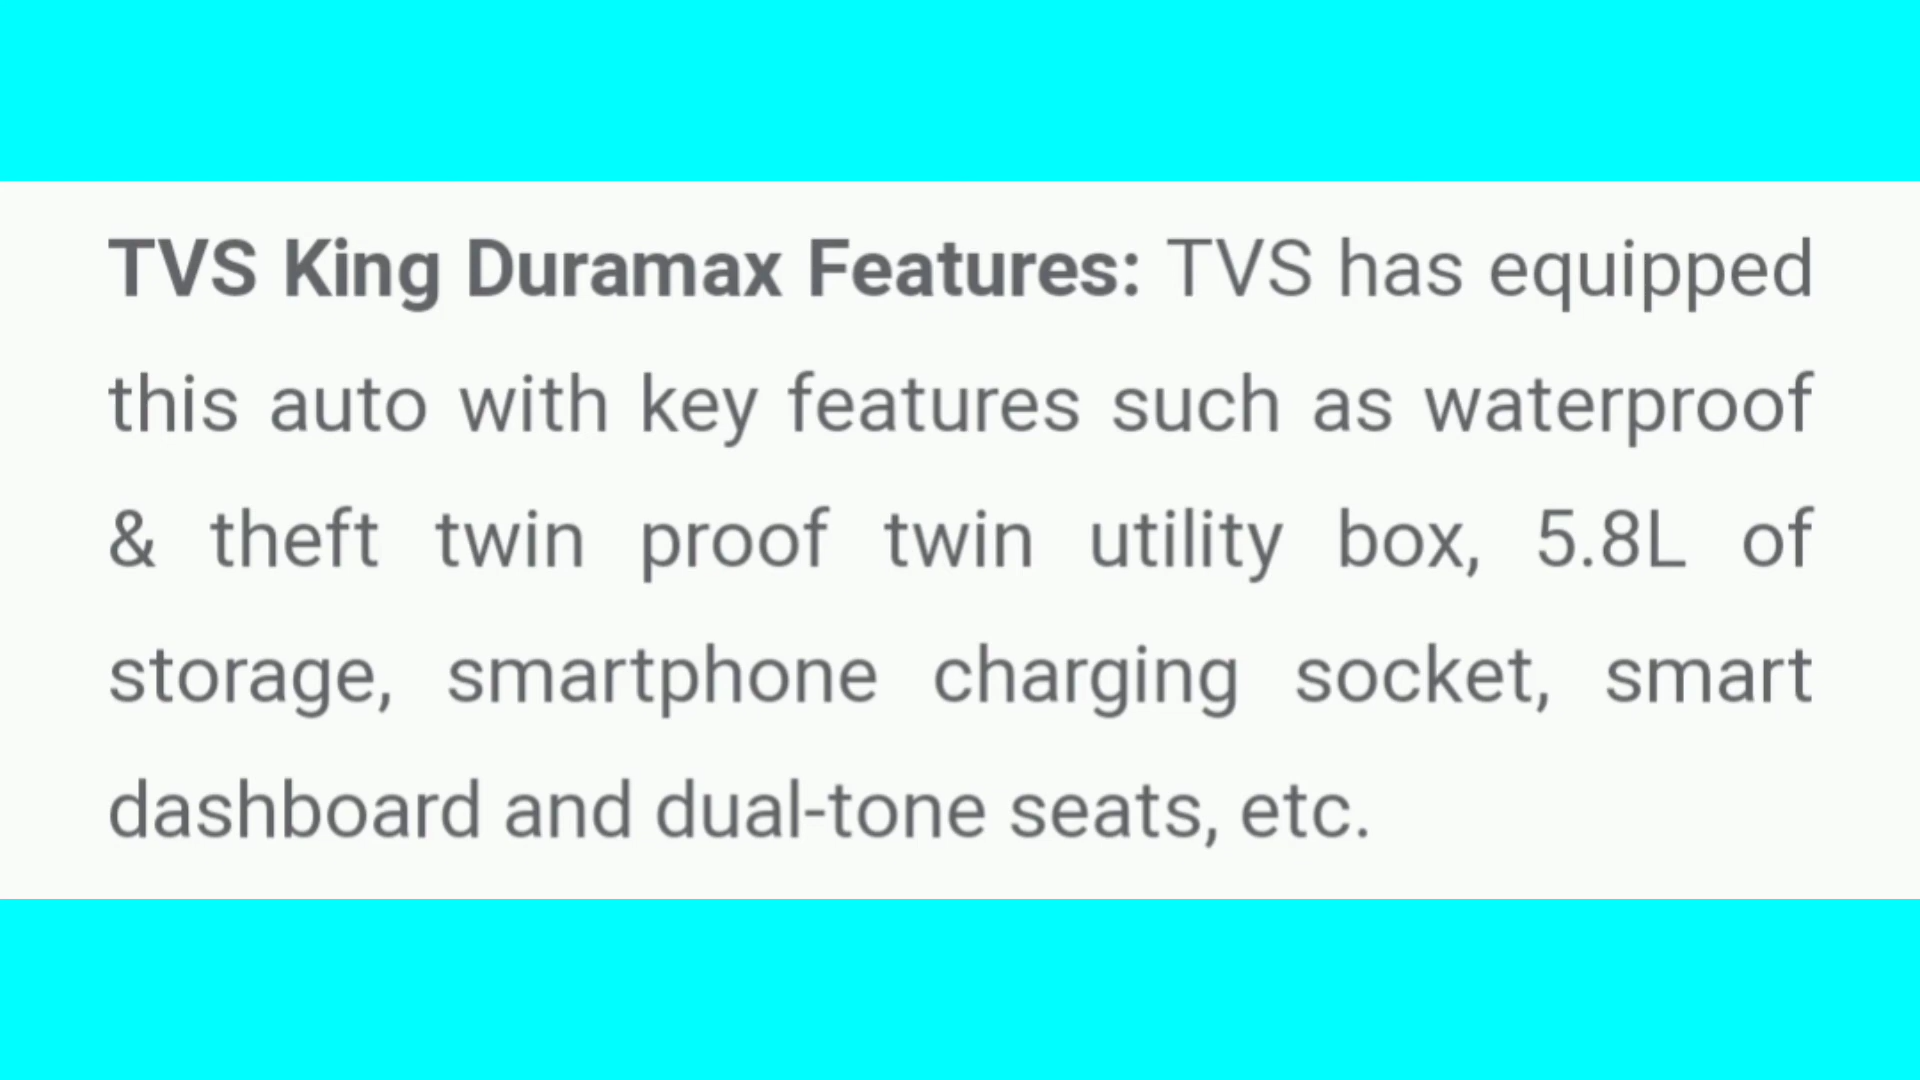 TVS King Duramax Features: TVS has equipped
this auto with key features such as waterproof
& theft twin proof twin utility box, 5.8L of
storage, smartphone charging socket, smart
dashboard and dual-tone seats, etc.